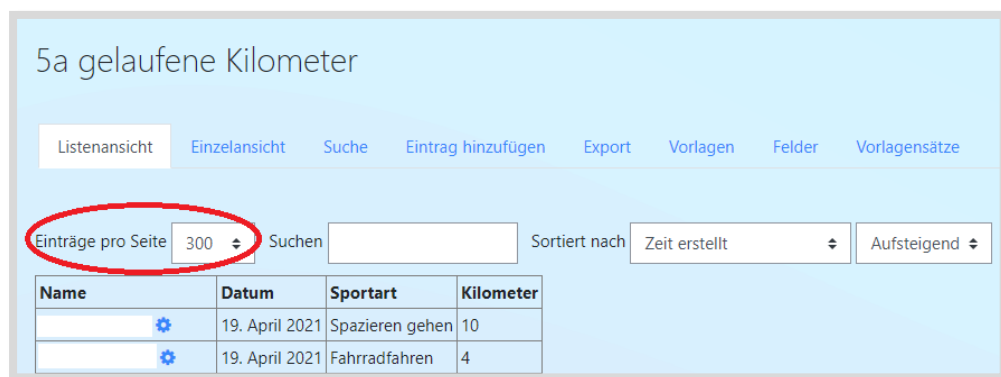 5a gelaufene Kilometer
Listenansicht Einzelansicht Suche Eintrag hinzufügen Export Vorlagen Felder Vorlagensätze
Einträge pro Seite 300 Suchen Sortiert nach Zeit erstellt Aufsteigend
Name Datum Sportart Kilometer
19. April 2021 Spazieren gehen 10
19. April 2021 Fahrradfahren 4